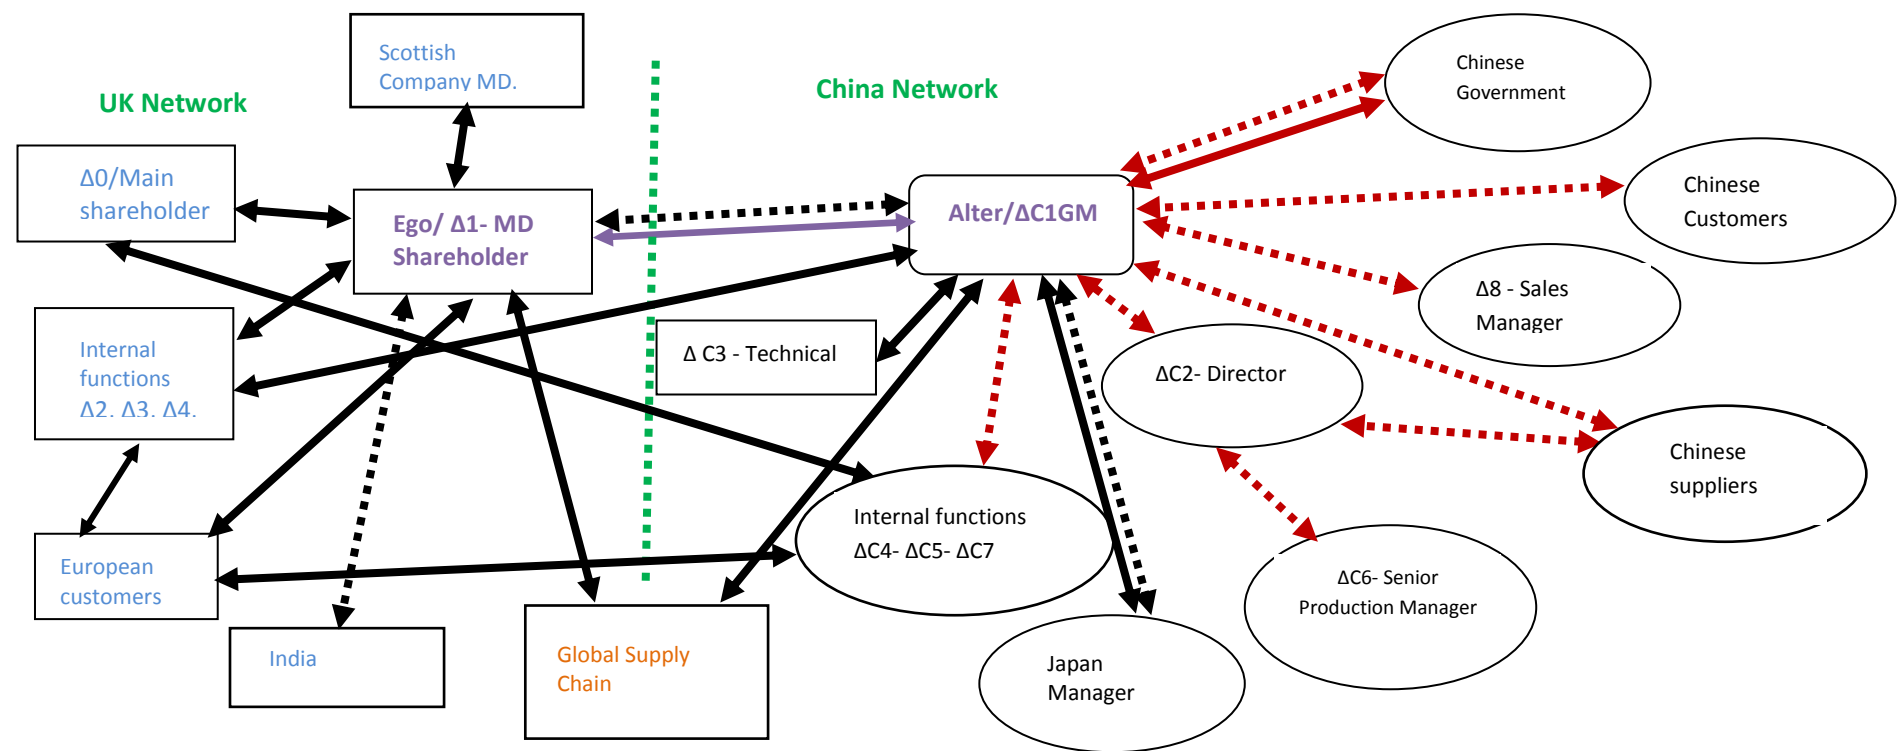 Scottish
Company MD.
UK Network
China Network
Chinese
Government
Δ0/Main
shareholder
Ego/ Δ1- MD
Shareholder
Alter/ΔC1GM
Chinese
Customers
Δ8 - Sales
Manager
Internal
functions
Δ2. Δ3. Δ4.
Δ C3 - Technical
ΔC2- Director
Chinese
suppliers
Internal functions
ΔC4- ΔC5- ΔC7
European
customers
ΔC6- Senior
Production Manager
India
Global Supply
Chain
Japan
Manager